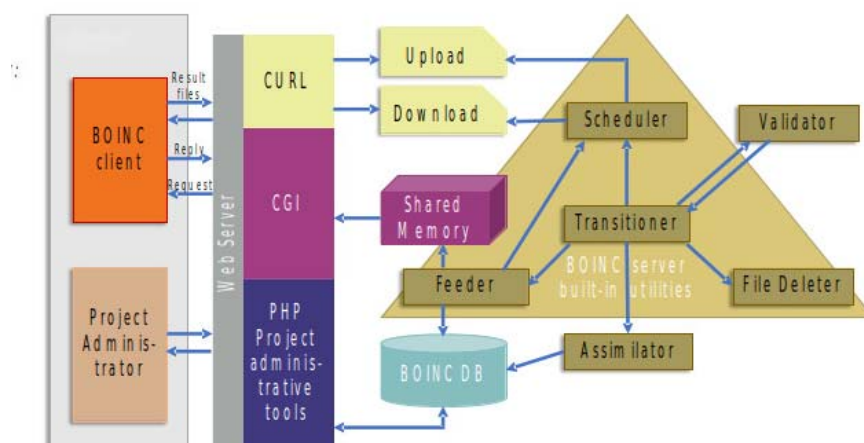 Result
files
BOINC
client
Reply
Request
Project
Adminis-
trator
Web Server
CURL
CGI
PHP
Project
adminis-
trative
tools
Upload
Download
Shared
Memory
Scheduler
Validator
Transitioner
BOINC server
built-in utilities
Feeder
File Deleter
BOINC DB
Assimilator